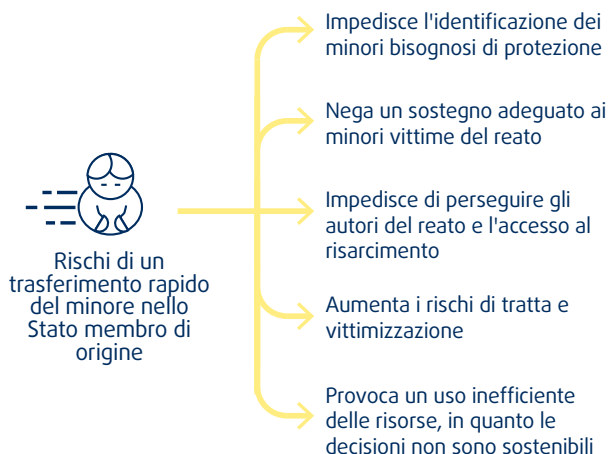 Rischi di un
trasferimento rapido
del minore nello
Stato membro di
origine
Impedisce l'identificazione dei
minori bisognosi di protezione
Nega un sostegno adeguato ai
minori vittime del reato
Impedisce di perseguire gli
autori del reato e l'accesso al
risarcimento
Aumenta i rischi di tratta e
vittimizzazione
Provoca un uso inefficiente
delle risorse, in quanto le
decisioni non sono sostenibili